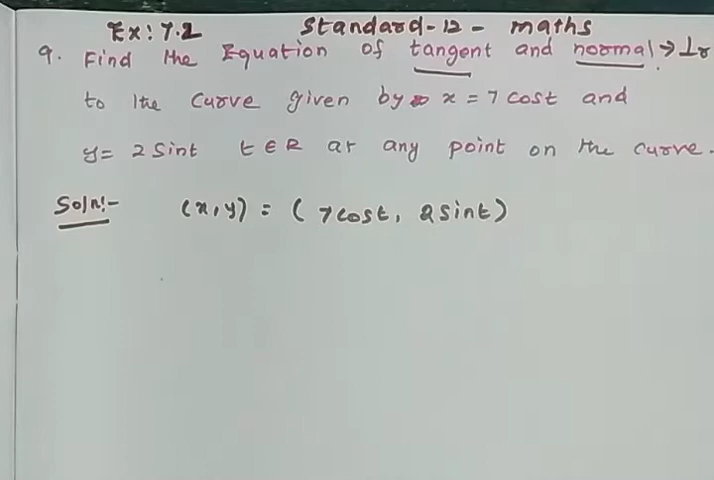 Ex: 7.2 Standard-12 - maths
9. Find the Equation of tangent and normal → ⊥r
to the curve given by x = 7 cost and
y = 2 sint t ∈ R at any point on the curve.
Soln:- (x, y) = ( 7cost, 2sint )